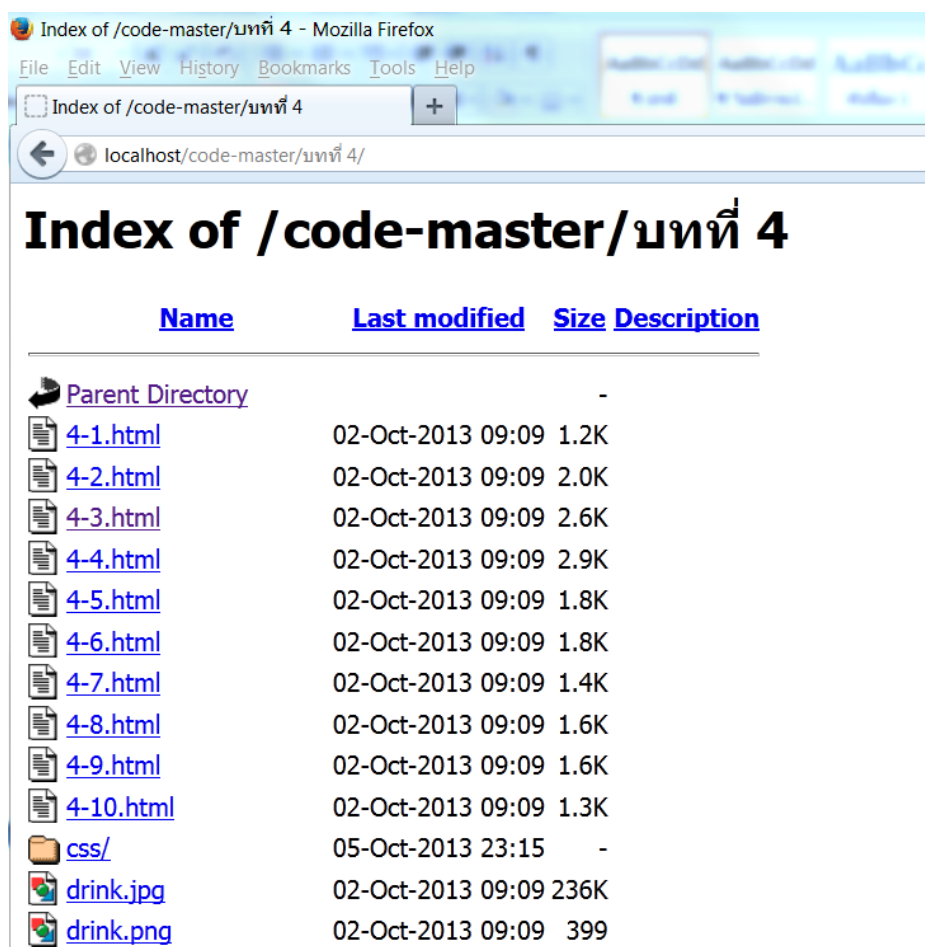 Index of /code-master/บทที่ 4 - Mozilla Firefox
File Edit View History Bookmarks Tools Help
Index of /code-master/บทที่ 4 +
localhost/code-master/บทที่ 4/
Index of /code-master/บทที่ 4
Name Last modified Size Description
Parent Directory -
4-1.html 02-Oct-2013 09:09 1.2K
4-2.html 02-Oct-2013 09:09 2.0K
4-3.html 02-Oct-2013 09:09 2.6K
4-4.html 02-Oct-2013 09:09 2.9K
4-5.html 02-Oct-2013 09:09 1.8K
4-6.html 02-Oct-2013 09:09 1.8K
4-7.html 02-Oct-2013 09:09 1.4K
4-8.html 02-Oct-2013 09:09 1.6K
4-9.html 02-Oct-2013 09:09 1.6K
4-10.html 02-Oct-2013 09:09 1.3K
css/ 05-Oct-2013 23:15 -
drink.jpg 02-Oct-2013 09:09 236K
drink.png 02-Oct-2013 09:09 399